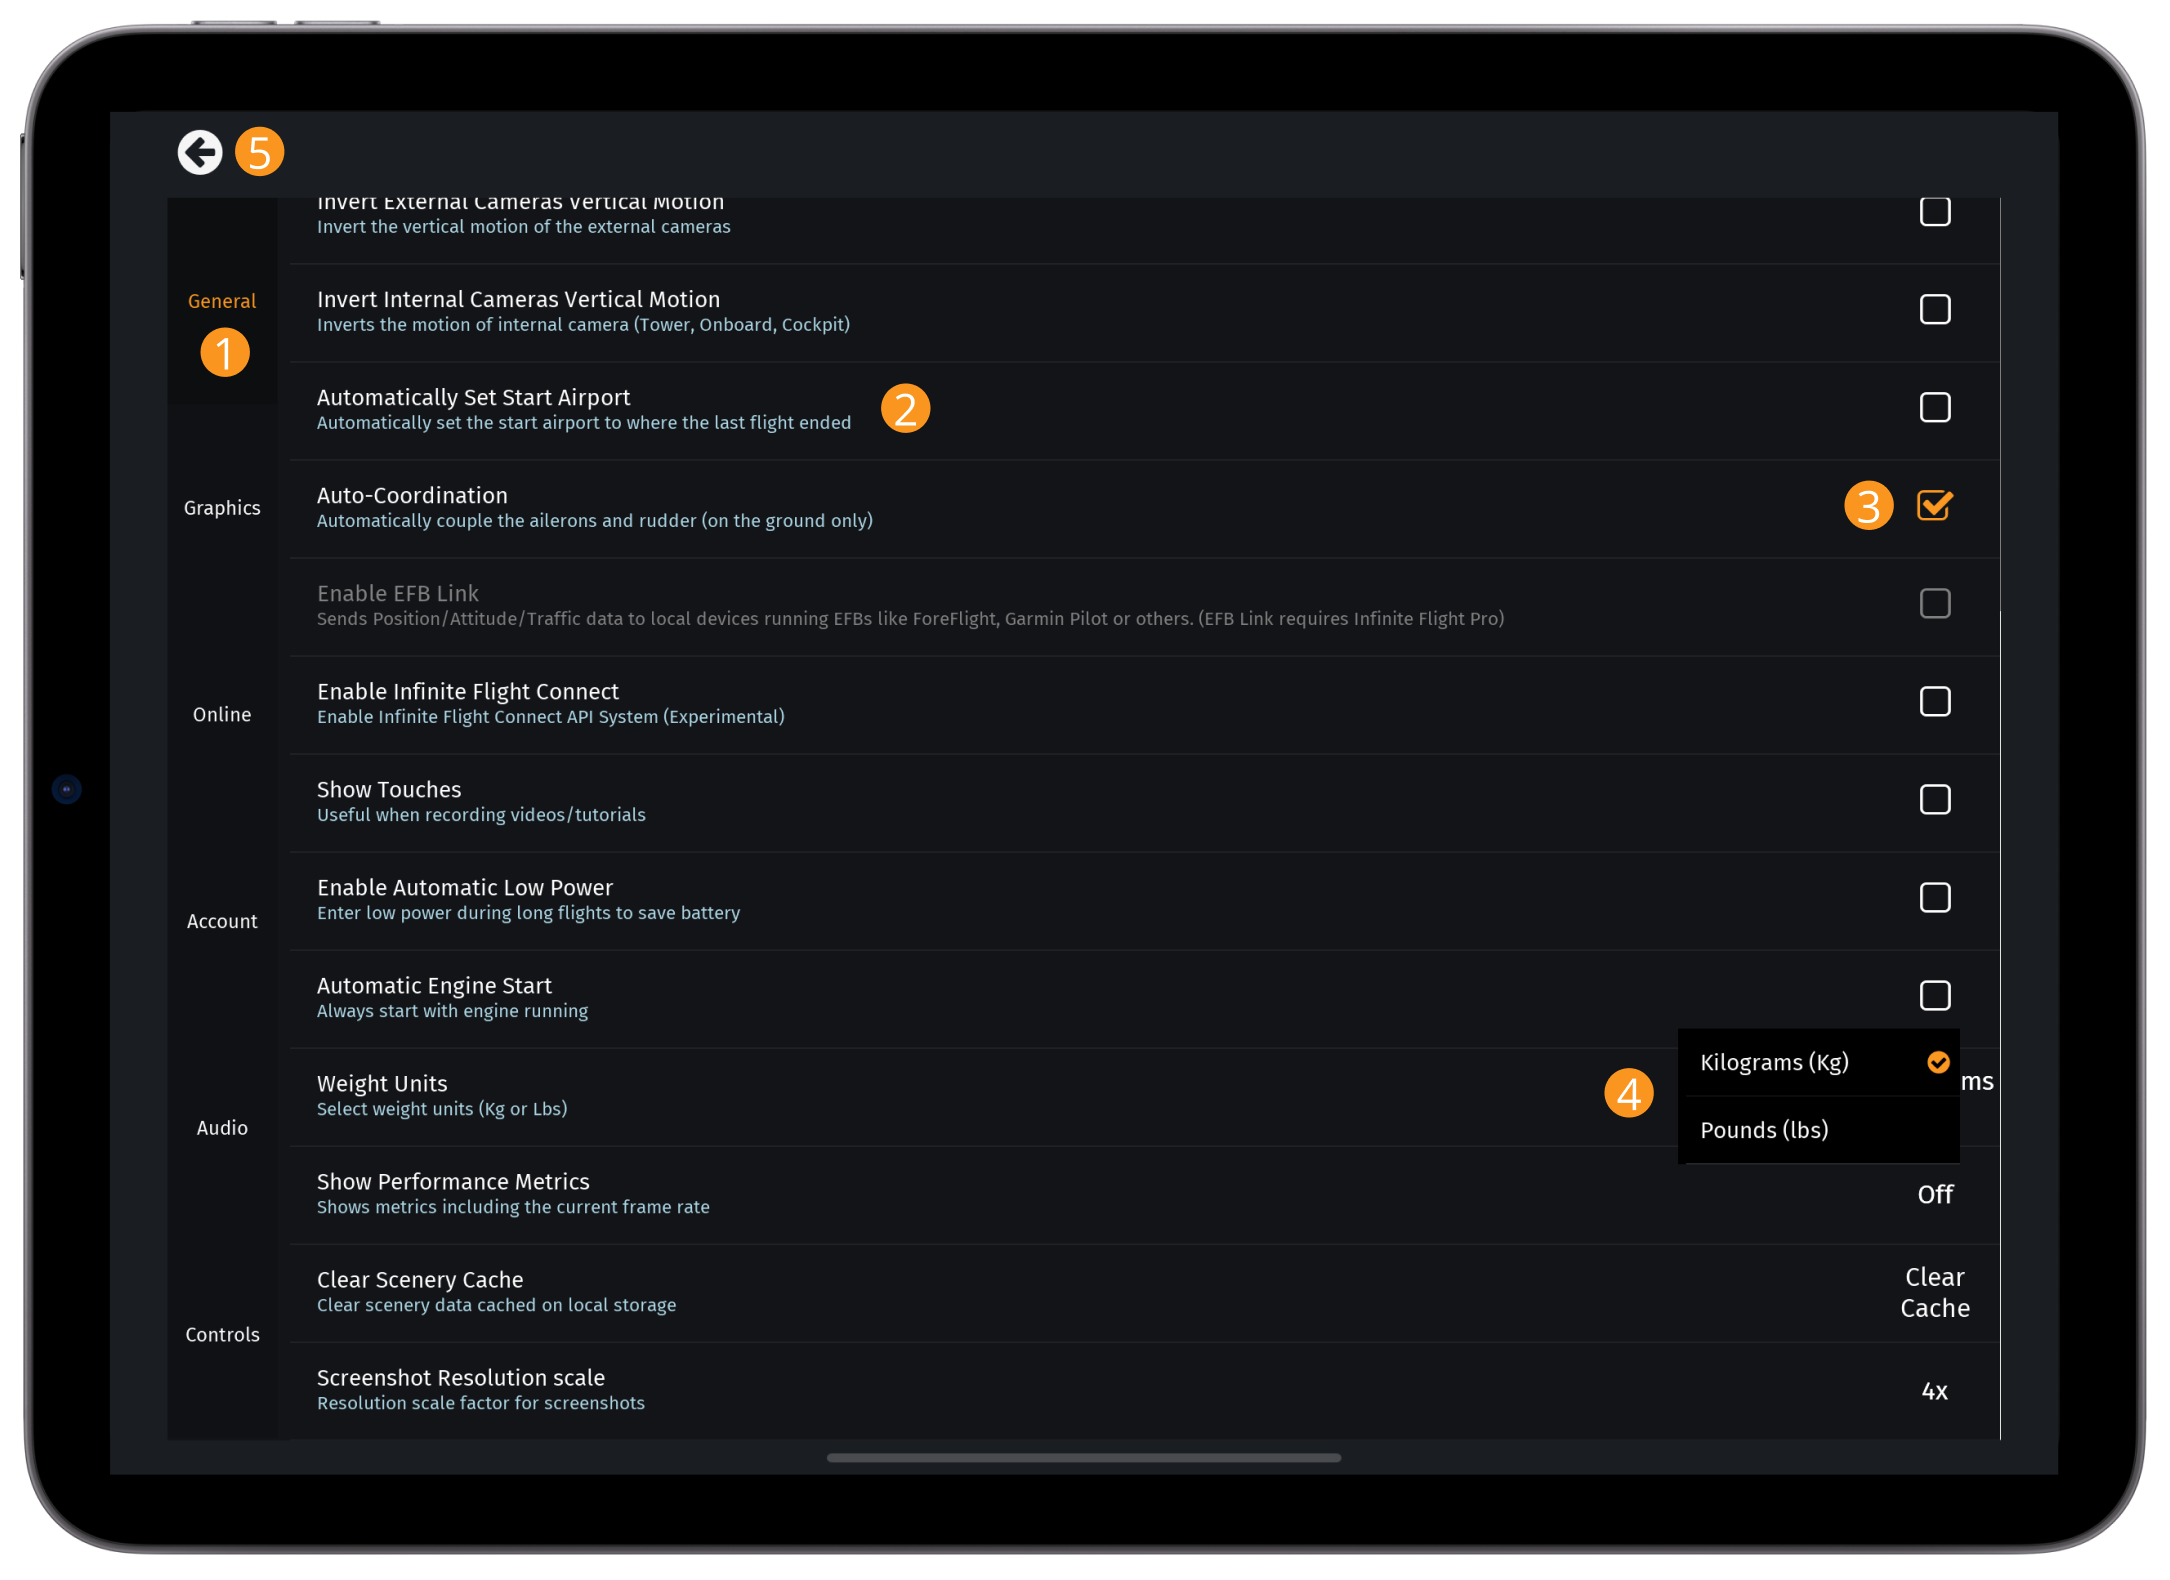 5
Invert External Cameras Vertical Motion
Invert the vertical motion of the external cameras
General
1
Invert Internal Cameras Vertical Motion
Inverts the motion of internal camera (Tower, Onboard, Cockpit)
Automatically Set Start Airport
Automatically set the start airport to where the last flight ended
2
Graphics
Auto-Coordination
Automatically couple the ailerons and rudder (on the ground only)
3
Enable EFB Link
Sends Position/Attitude/Traffic data to local devices running EFBs like ForeFlight, Garmin Pilot or others. (EFB Link requires Infinite Flight Pro)
Online
Enable Infinite Flight Connect
Enable Infinite Flight Connect API System (Experimental)
Show Touches
Useful when recording videos/tutorials
Account
Enable Automatic Low Power
Enter low power during long flights to save battery
Automatic Engine Start
Always start with engine running
Audio
Weight Units
Select weight units (Kg or Lbs)
4
Kilograms (Kg)
ms
Pounds (lbs)
Show Performance Metrics
Shows metrics including the current frame rate
Off
Clear Scenery Cache
Clear scenery data cached on local storage
Clear
Cache
Controls
Screenshot Resolution scale
Resolution scale factor for screenshots
4x